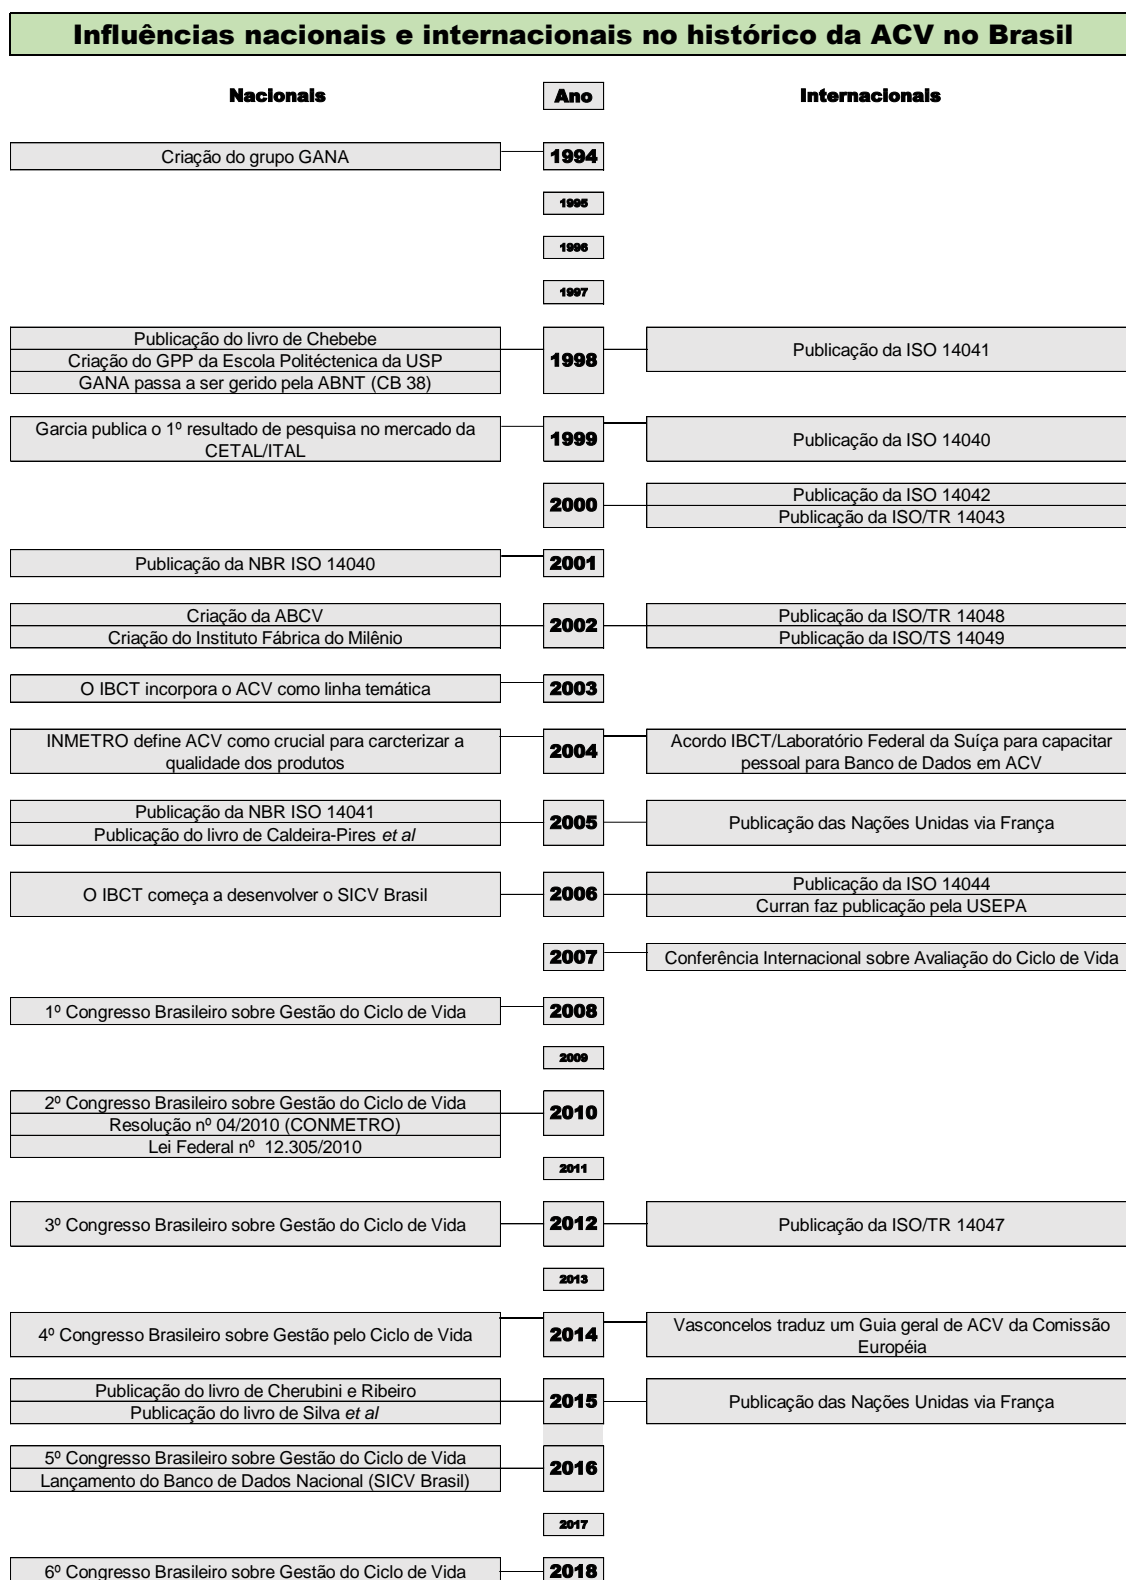 Influências nacionais e internacionais no histórico da ACV no Brasil
Nacionais
Ano
Internacionais
Criação do grupo GANA
1994
1995
1996
1997
Publicação do livro de Chebebe
Criação do GPP da Escola Politéctenica da USP
GANA passa a ser gerido pela ABNT (CB 38)
1998
Publicação da ISO 14041
Garcia publica o 1º resultado de pesquisa no mercado da
CETAL/ITAL
1999
Publicação da ISO 14040
2000
Publicação da ISO 14042
Publicação da ISO/TR 14043
Publicação da NBR ISO 14040
2001
Criação da ABCV
Criação do Instituto Fábrica do Milênio
2002
Publicação da ISO/TR 14048
Publicação da ISO/TS 14049
O IBCT incorpora o ACV como linha temática
2003
INMETRO define ACV como crucial para carcterizar a
qualidade dos produtos
2004
Acordo IBCT/Laboratório Federal da Suíça para capacitar
pessoal para Banco de Dados em ACV
Publicação da NBR ISO 14041
Publicação do livro de Caldeira-Pires et al
2005
Publicação das Nações Unidas via França
O IBCT começa a desenvolver o SICV Brasil
2006
Publicação da ISO 14044
Curran faz publicação pela USEPA
2007
Conferência Internacional sobre Avaliação do Ciclo de Vida
1º Congresso Brasileiro sobre Gestão do Ciclo de Vida
2008
2009
2º Congresso Brasileiro sobre Gestão do Ciclo de Vida
Resolução nº 04/2010 (CONMETRO)
Lei Federal nº 12.305/2010
2010
2011
3º Congresso Brasileiro sobre Gestão do Ciclo de Vida
2012
Publicação da ISO/TR 14047
2013
4º Congresso Brasileiro sobre Gestão pelo Ciclo de Vida
2014
Vasconcelos traduz um Guia geral de ACV da Comissão
Européia
Publicação do livro de Cherubini e Ribeiro
Publicação do livro de Silva et al
2015
Publicação das Nações Unidas via França
5º Congresso Brasileiro sobre Gestão do Ciclo de Vida
Lançamento do Banco de Dados Nacional (SICV Brasil)
2016
2017
6º Congresso Brasileiro sobre Gestão do Ciclo de Vida
2018